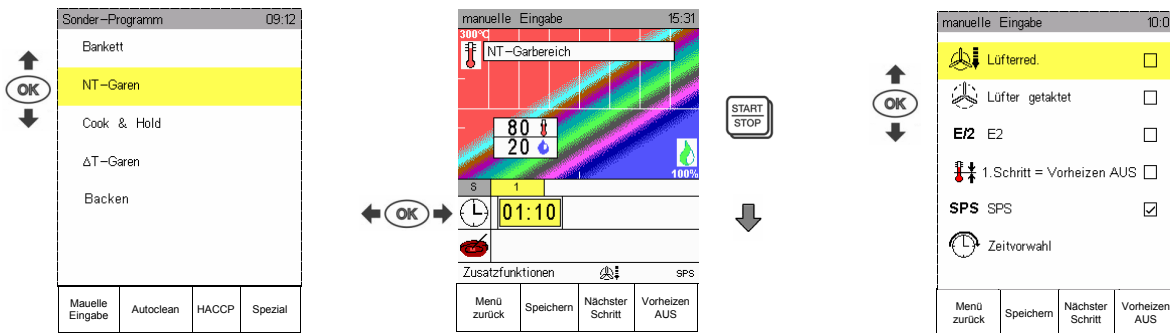 Sonder-Programm 09:12
Bankett
OK
NT-Garen
Cook & Hold
ΔT-Garen
Backen
Mauelle Eingabe
Autoclean
HACCP
Spezial
manuelle Eingabe 15:31
300°C
NT-Garbereich
80
20
100%
S 1
OK
01:10
Zusatzfunktionen SPS
Menü zurück
Speichern
Nächster Schritt
Vorheizen AUS
START
STOP
OK
manuelle Eingabe 10:0
Lüfterred.
Lüfter getaktet
E/2 E2
1.Schritt = Vorheizen AUS
SPS SPS
Zeitvorwahl
Menü zurück
Speichern
Nächster Schritt
Vorheizen AUS